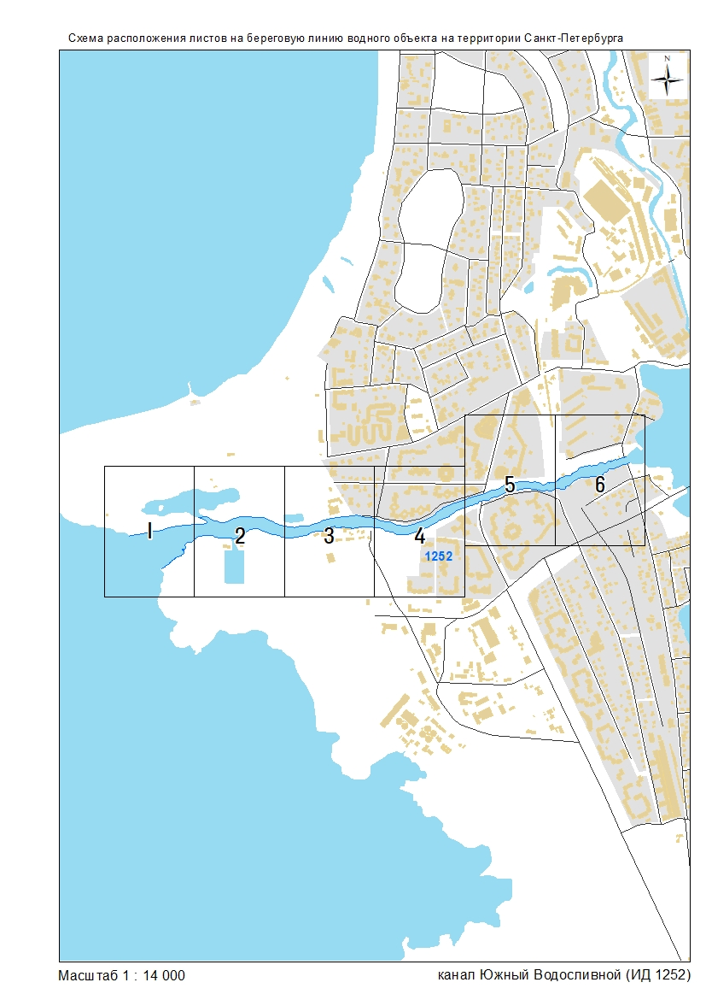 Схема расположения листов на береговую линию водного объекта на территории Санкт-Петербурга
N
5
6
1
2
3
4
1252
Масштаб 1 : 14 000
канал Южный Водосливной (ИД 1252)